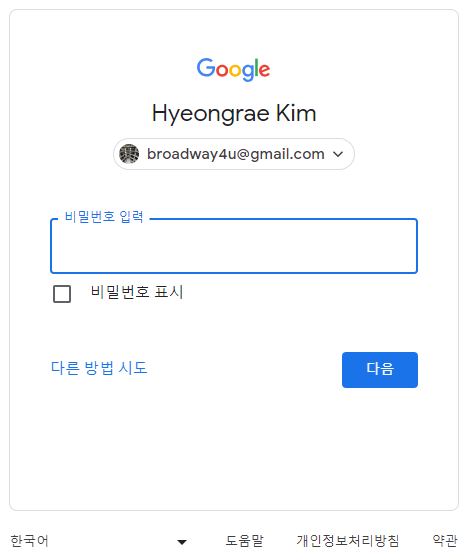 Google
Hyeongrae Kim
broadway4u@gmail.com
비밀번호 입력
비밀번호 표시
다른 방법 시도
다음
한국어 도움말 개인정보처리방침 약관